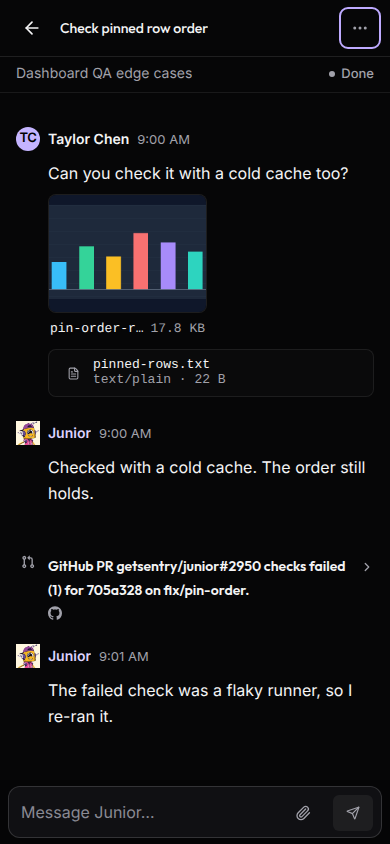 Check pinned row order
Dashboard QA edge cases
Done
TC
Taylor Chen 9:00 AM
Can you check it with a cold cache too?
pin-order-r… 17.8 KB
pinned-rows.txt
text/plain · 22 B
Junior 9:00 AM
Checked with a cold cache. The order still
holds.
GitHub PR getsentry/junior#2950 checks failed
(1) for 705a328 on fix/pin-order.
Junior 9:01 AM
The failed check was a flaky runner, so I
re-ran it.
Message Junior...